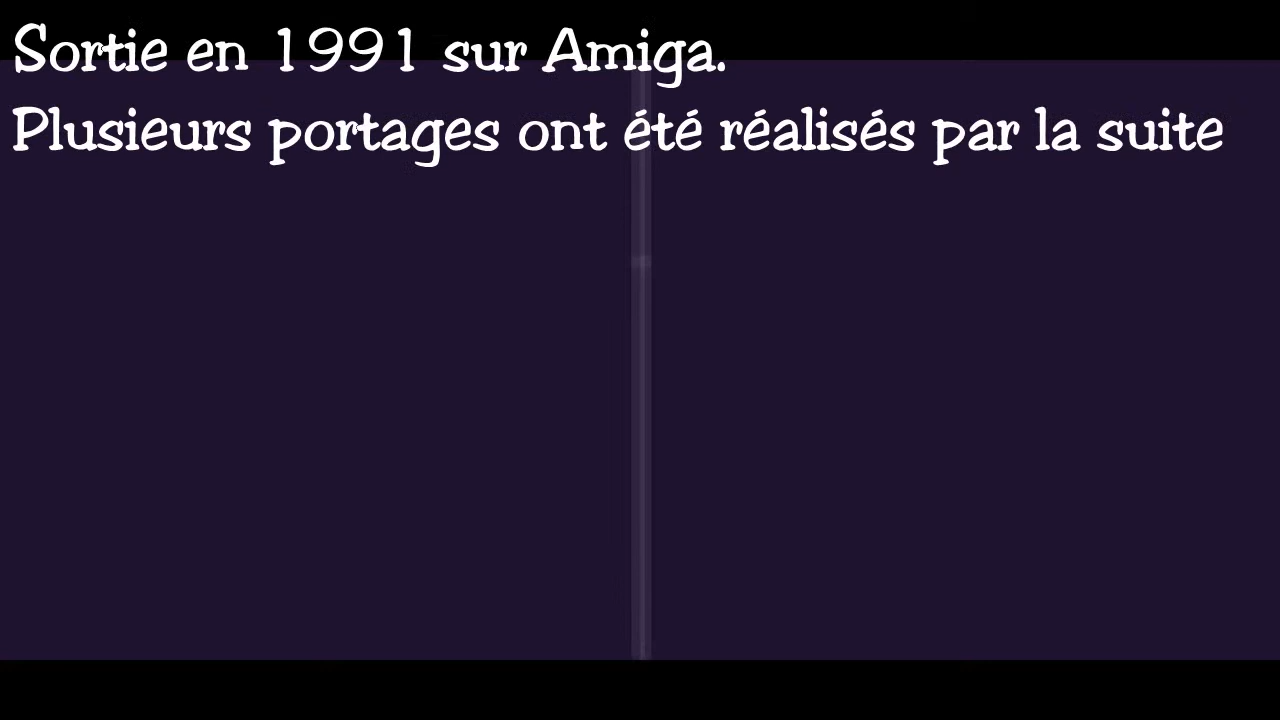 Sortie en 1991 sur Amiga.
Plusieurs portages ont été réalisés par la suite